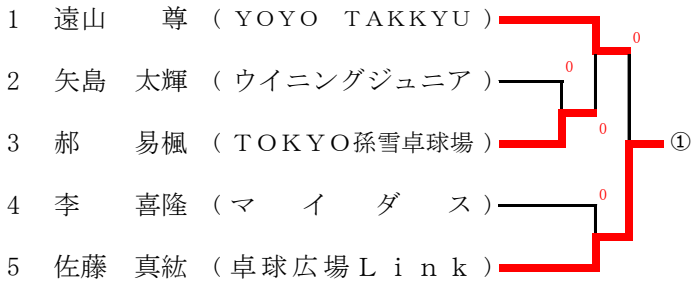 1 遠山 尊 ( ＹＯＹＯ ＴＡＫＫＹＵ )
0
2 矢島 太輝 ( ウイニングジュニア )
0
3 郝 易楓 ( ＴＯＫＹＯ孫雪卓球場 )
0
①
4 李 喜隆 ( マイダス )
0
5 佐藤 真紘 ( 卓球広場Ｌｉｎｋ )